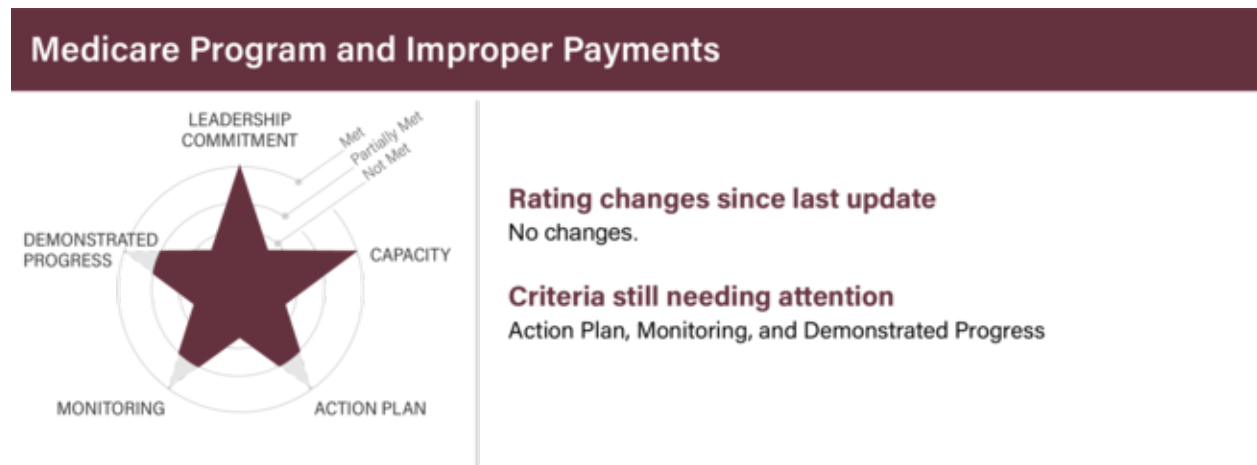 Medicare Program and Improper Payments
LEADERSHIP
COMMITMENT
Met
Partially Met
Not Met
DEMONSTRATED
PROGRESS
CAPACITY
MONITORING
ACTION PLAN
Rating changes since last update
No changes.
Criteria still needing attention
Action Plan, Monitoring, and Demonstrated Progress